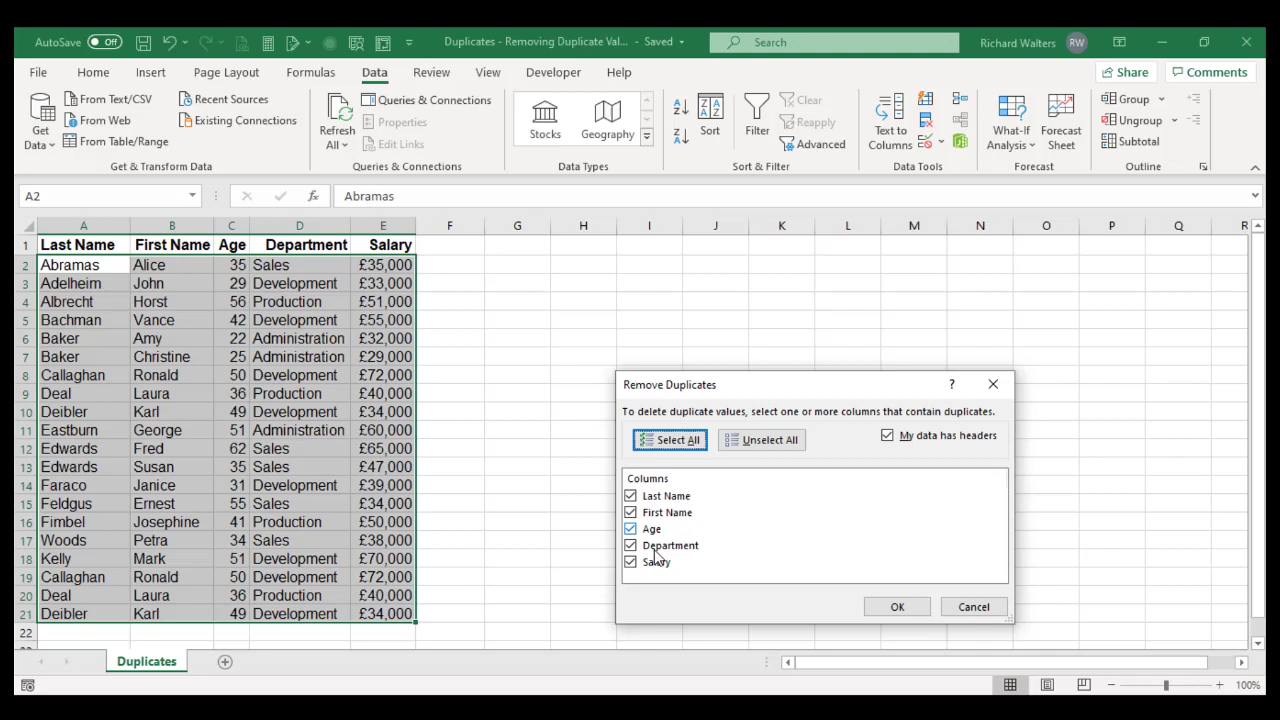 AutoSave Off Duplicates - Removing Duplicate Val... - Saved Search Richard Walters RW
File Home Insert Page Layout Formulas Data Review View Developer Help Share Comments
Get Data
From Text/CSV
From Web
From Table/Range
Recent Sources
Existing Connections
Get & Transform Data
Refresh All
Queries & Connections
Properties
Edit Links
Queries & Connections
Stocks
Geography
Data Types
Sort
Filter
Clear
Reapply
Advanced
Sort & Filter
Text to Columns
Data Tools
What-If Analysis
Forecast Sheet
Forecast
Group
Ungroup
Subtotal
Outline
A2 fx Abramas
A B C D E F G H I J K L M N O P Q R
1 Last Name First Name Age Department Salary
2 Abramas Alice 35 Sales £35,000
3 Adelheim John 29 Development £33,000
4 Albrecht Horst 56 Production £51,000
5 Bachman Vance 42 Development £55,000
6 Baker Amy 22 Administration £32,000
7 Baker Christine 25 Administration £29,000
8 Callaghan Ronald 50 Development £72,000
9 Deal Laura 36 Production £40,000
10 Deibler Karl 49 Development £34,000
11 Eastburn George 51 Administration £60,000
12 Edwards Fred 62 Sales £65,000
13 Edwards Susan 35 Sales £47,000
14 Faraco Janice 31 Development £39,000
15 Feldgus Ernest 55 Sales £34,000
16 Fimbel Josephine 41 Production £50,000
17 Woods Petra 34 Sales £38,000
18 Kelly Mark 51 Development £70,000
19 Callaghan Ronald 50 Development £72,000
20 Deal Laura 36 Production £40,000
21 Deibler Karl 49 Development £34,000
22
Remove Duplicates ?
To delete duplicate values, select one or more columns that contain duplicates.
Select All Unselect All My data has headers
Columns
Last Name
First Name
Age
Department
Salary
OK Cancel
Duplicates
100%